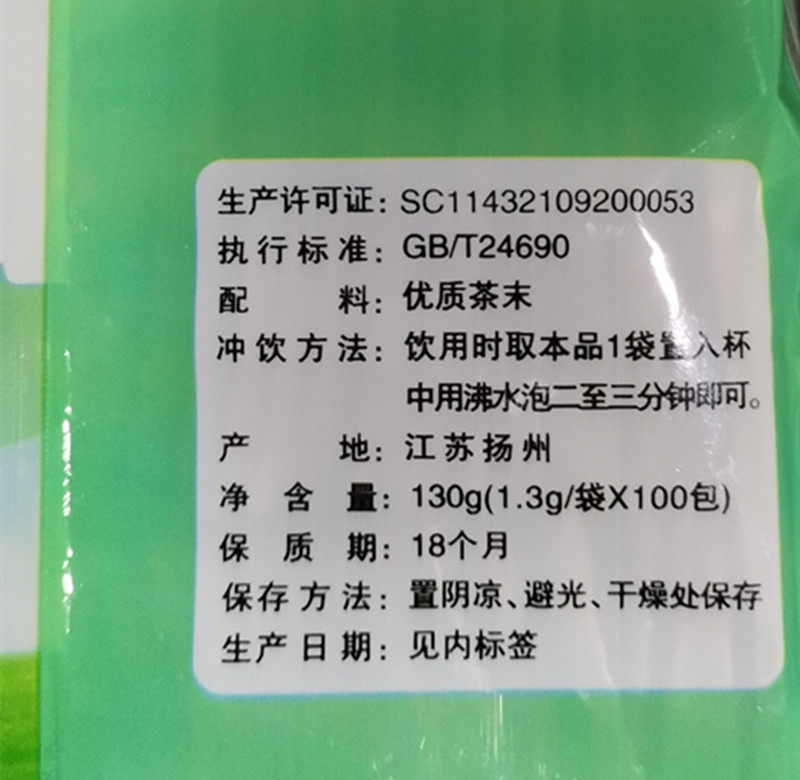 生产许可证：SC11432109200053
执行标准：GB/T24690
配料：优质茶末
冲饮方法：饮用时取本品1袋置入杯
中用沸水泡二至三分钟即可。
产地：江苏扬州
净含量：130g(1.3g/袋X100包)
保质期：18个月
保存方法：置阴凉、避光、干燥处保存
生产日期：见内标签